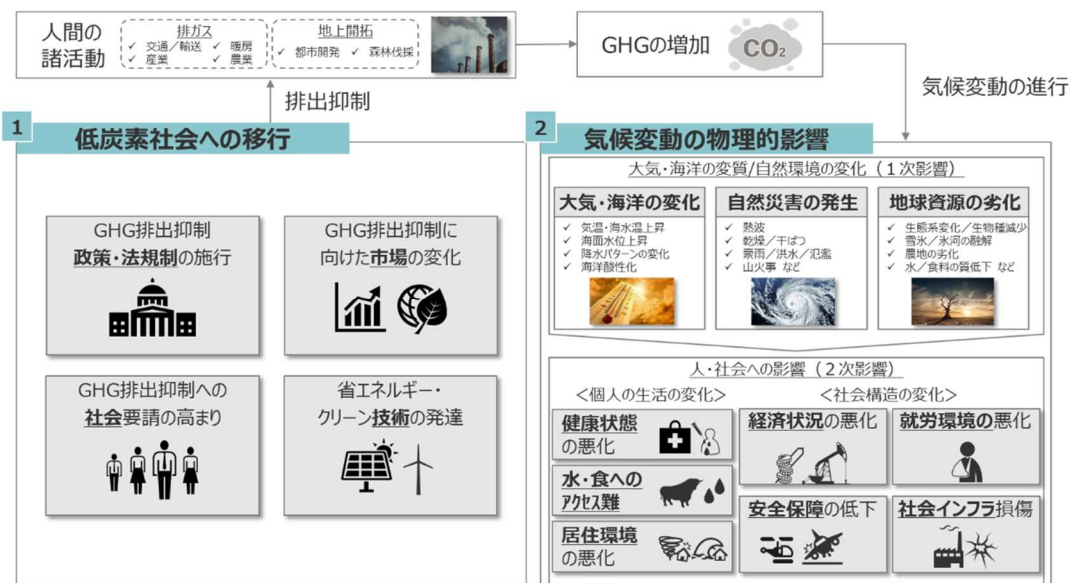 人間の
諸活動
排ガス
✓ 交通／輸送 ✓ 暖房
✓ 産業 ✓ 農業
地上開拓
✓ 都市開発 ✓ 森林伐採
GHGの増加
CO₂
排出抑制
気候変動の進行
1
低炭素社会への移行
GHG排出抑制
政策・法規制の施行
GHG排出抑制に
向けた市場の変化
GHG排出抑制への
社会要請の高まり
省エネルギー・
クリーン技術の発達
2
気候変動の物理的影響
大気・海洋の変質/自然環境の変化（１次影響）
大気・海洋の変化
✓ 気温・海水温上昇
✓ 海面水位上昇
✓ 降水パターンの変化
✓ 海洋酸性化
自然災害の発生
✓ 熱波
✓ 乾燥／干ばつ
✓ 豪雨／洪水／氾濫
✓ 山火事 など
地球資源の劣化
✓ 生態系変化／生物種減少
✓ 雪氷／氷河の融解
✓ 農地の劣化
✓ 水／食料の質低下 など
人・社会への影響（２次影響）
＜個人の生活の変化＞
健康状態
の悪化
水・食への
アクセス難
居住環境
の悪化
＜社会構造の変化＞
経済状況の悪化
就労環境の悪化
安全保障の低下
社会インフラ損傷